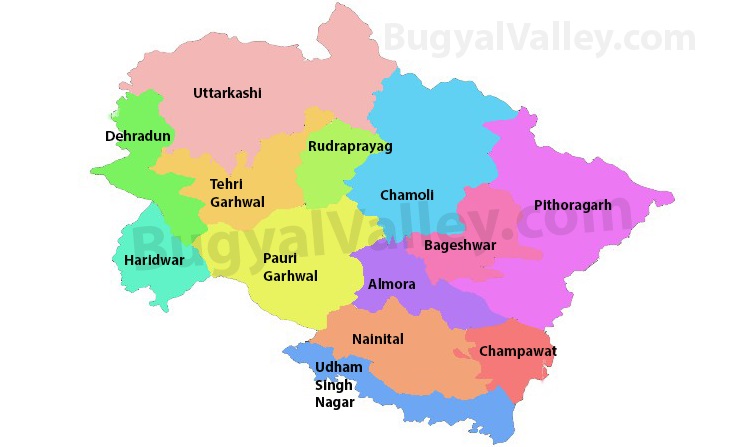 BugyalValley.com
Uttarkashi
Dehradun
Rudraprayag
Tehri
Garhwal
Chamoli
Pithoragarh
BugyalValley.com
Haridwar
Pauri
Garhwal
Bageshwar
Almora
Nainital
Champawat
Udham
Singh
Nagar